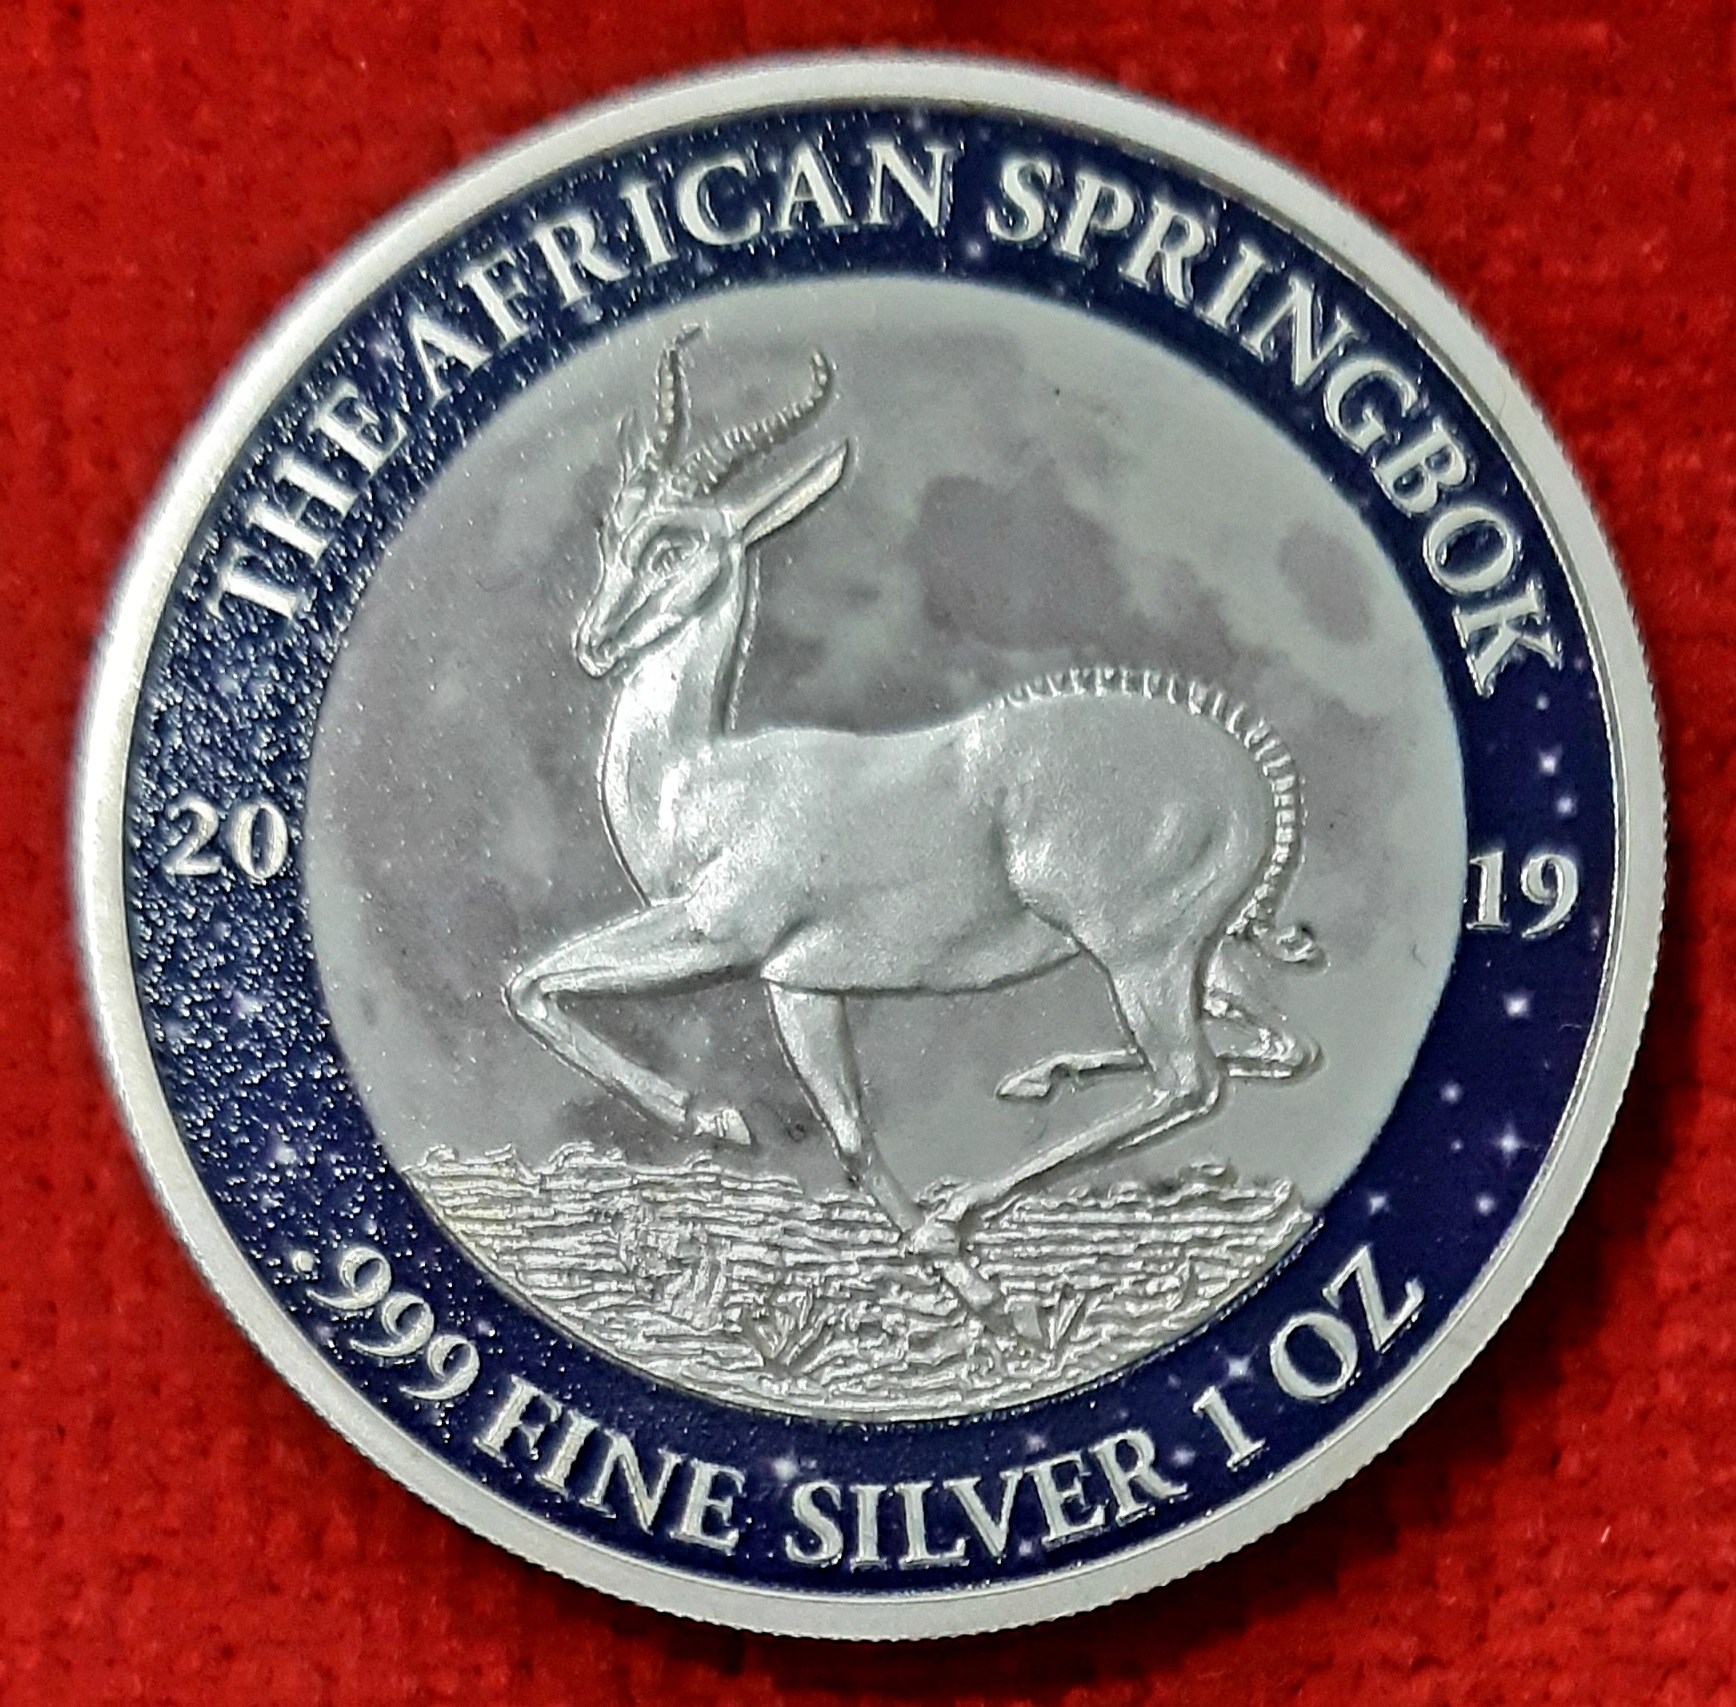 THE AFRICAN SPRINGBOK
20 19
.999 FINE SILVER 1 OZ